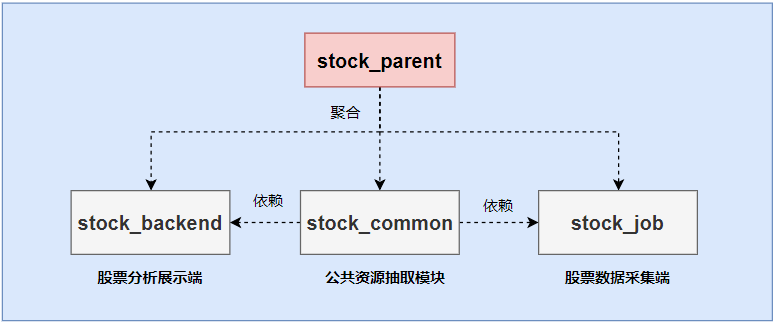 stock_parent
聚合
依赖
依赖
stock_backend
stock_common
stock_job
股票分析展示端
公共资源抽取模块
股票数据采集端